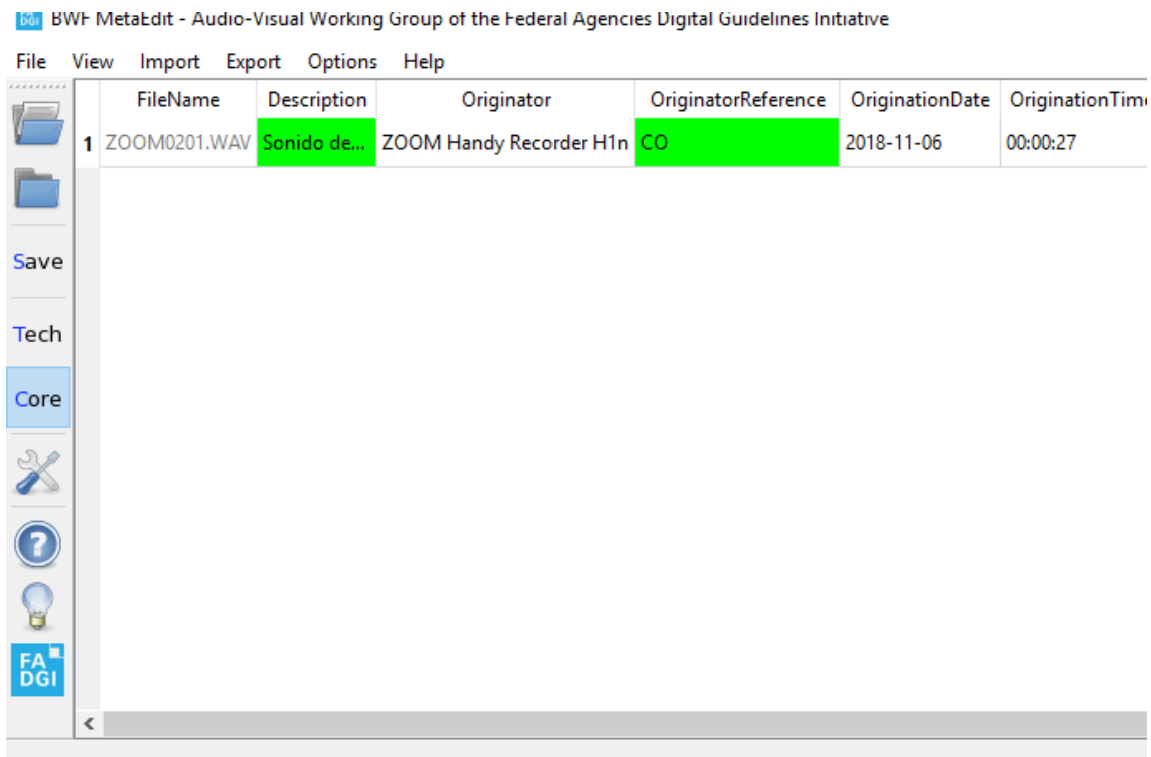 BWF MetaEdit - Audio-Visual Working Group of the Federal Agencies Digital Guidelines Initiative
File View Import Export Options Help
FileName Description Originator OriginatorReference OriginationDate OriginationTime
1 ZOOM0201.WAV Sonido de... ZOOM Handy Recorder H1n CO 2018-11-06 00:00:27
Save
Tech
Core
?
FA
DGI